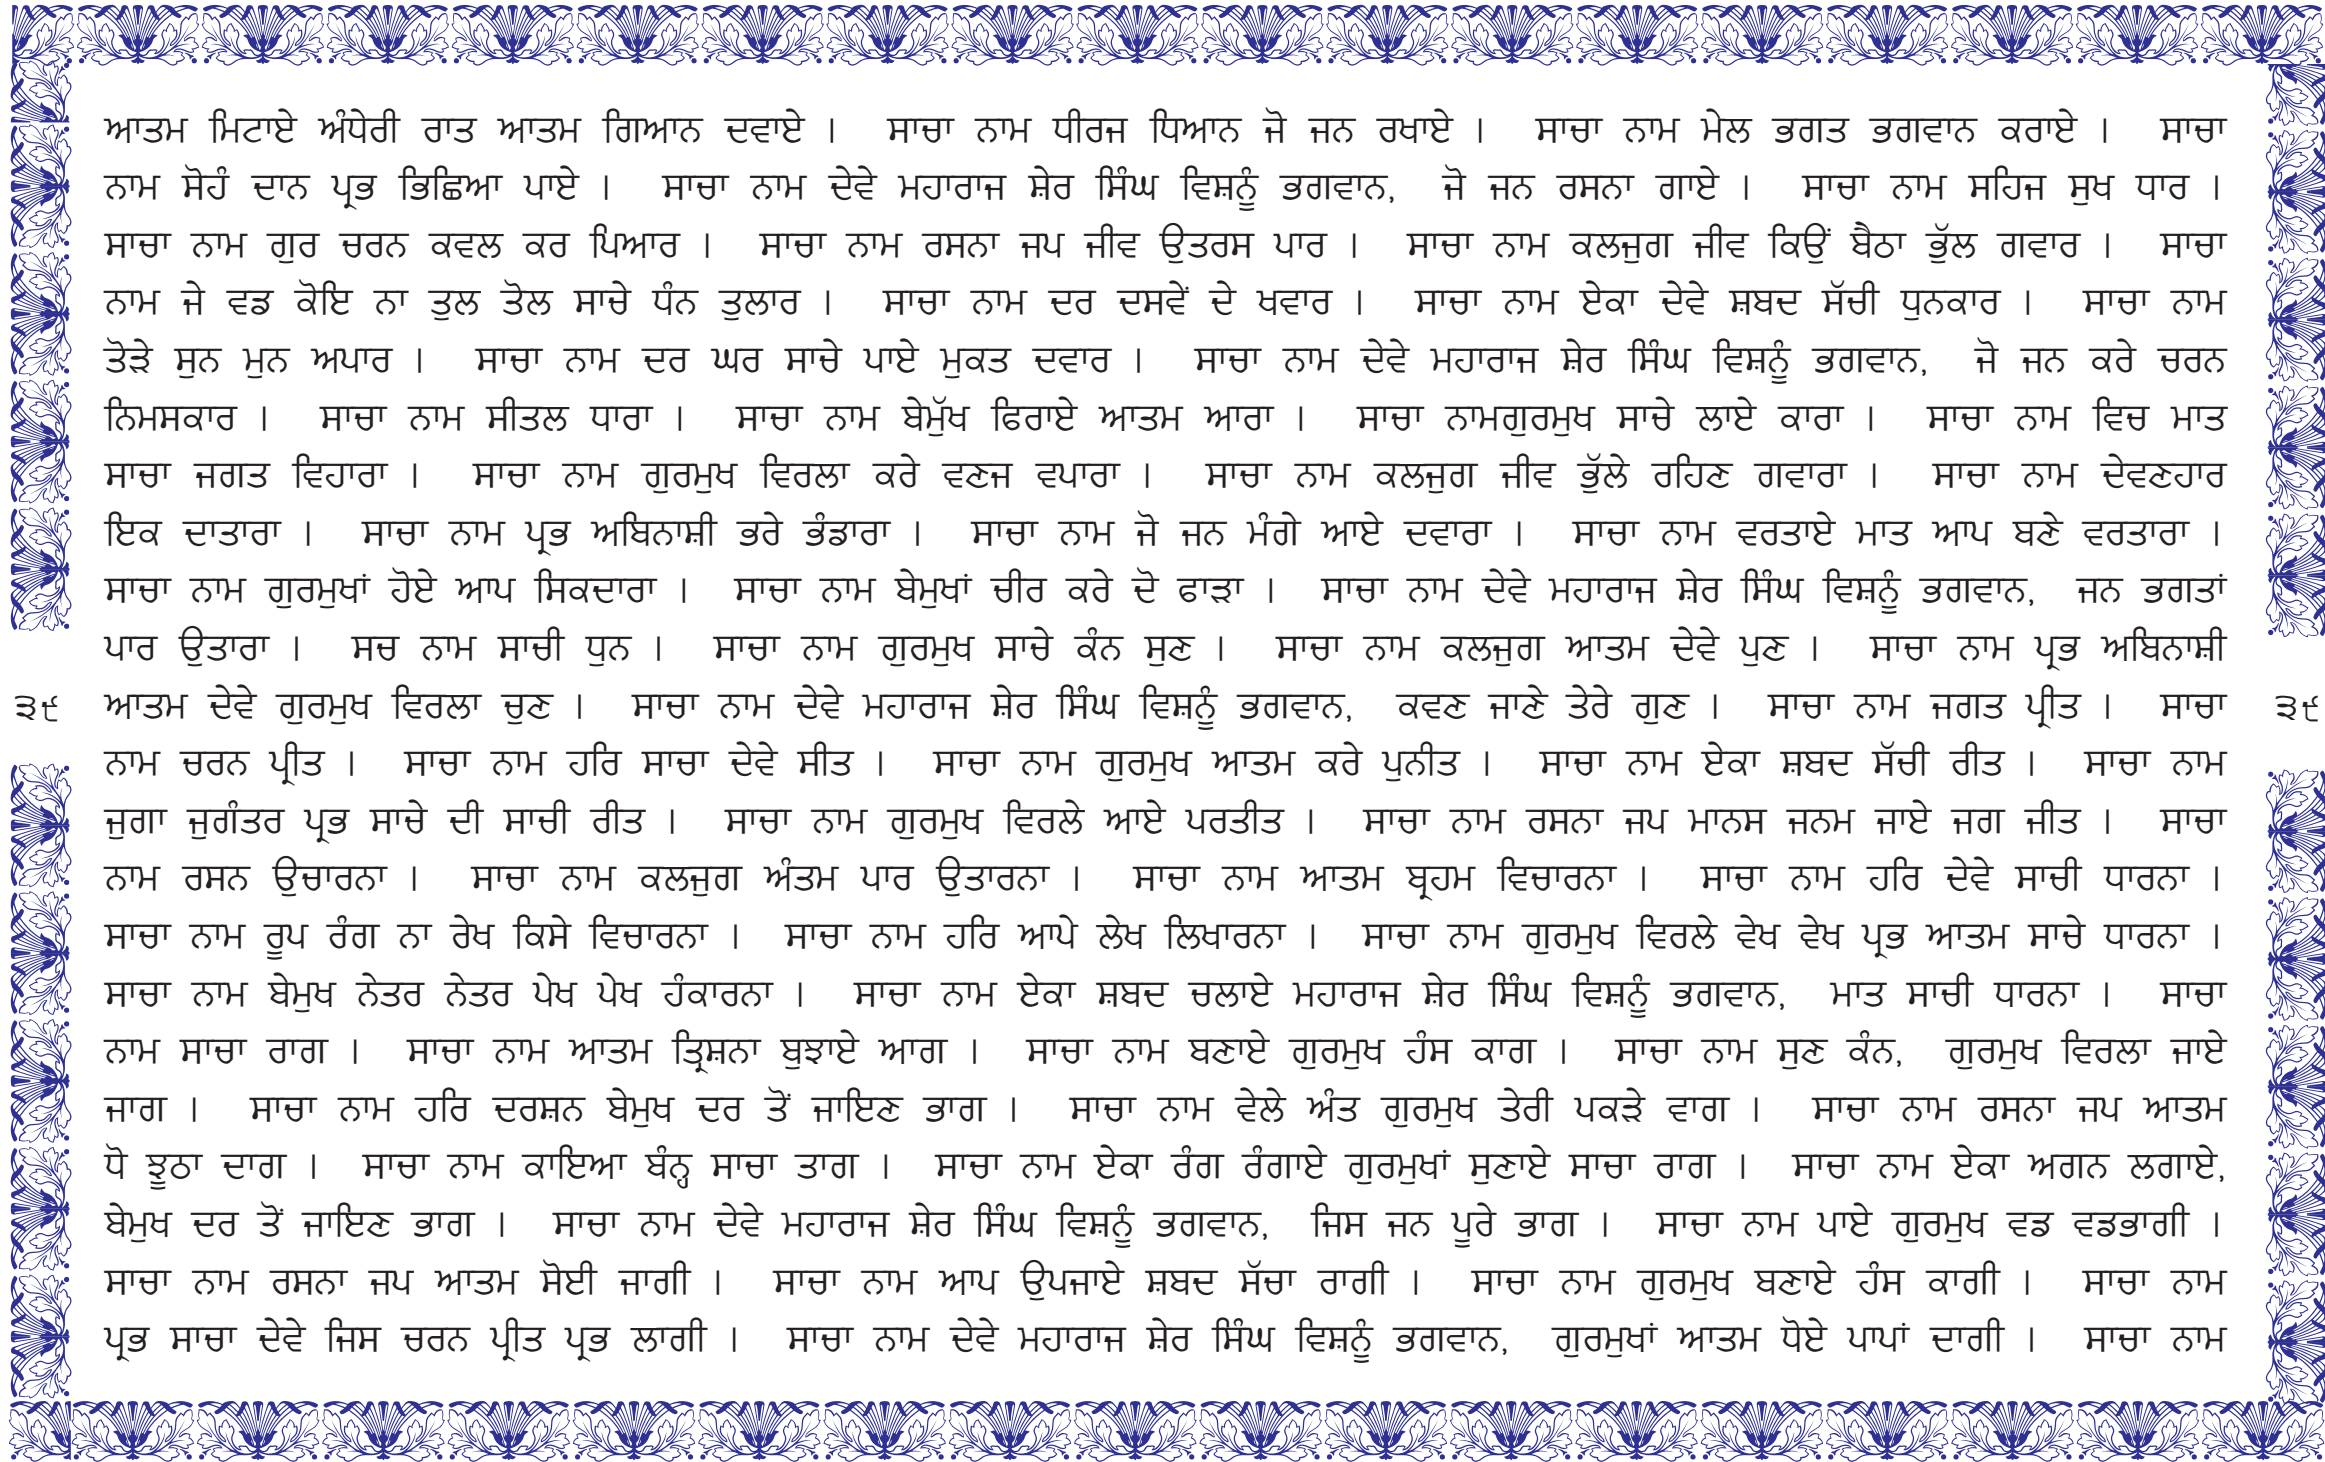 ਆਤਮ ਮਿਟਾਏ ਅੰਧੇਰੀ ਰਾਤ ਆਤਮ ਗਿਆਨ ਦਵਾਏ । ਸਾਚਾ ਨਾਮ ਧੀਰਜ ਧਿਆਨ ਜੋ ਜਨ ਰਖਾਏ । ਸਾਚਾ ਨਾਮ ਮੇਲ ਭਗਤ ਭਗਵਾਨ ਕਰਾਏ । ਸਾਚਾ
ਨਾਮ ਸੋਹੰ ਦਾਨ ਪ੍ਰਭ ਭਿਛਿਆ ਪਾਏ । ਸਾਚਾ ਨਾਮ ਦੇਵੇ ਮਹਾਰਾਜ ਸ਼ੇਰ ਸਿੰਘ ਵਿਸ਼ਨੂੰ ਭਗਵਾਨ, ਜੋ ਜਨ ਰਸਨਾ ਗਾਏ । ਸਾਚਾ ਨਾਮ ਸਹਿਜ ਸੁਖ ਧਾਰ ।
ਸਾਚਾ ਨਾਮ ਗੁਰ ਚਰਨ ਕਵਲ ਕਰ ਪਿਆਰ । ਸਾਚਾ ਨਾਮ ਰਸਨਾ ਜਪ ਜੀਵ ਉਤਰਸ ਪਾਰ । ਸਾਚਾ ਨਾਮ ਕਲਜੁਗ ਜੀਵ ਕਿਉਂ ਬੈਠਾ ਭੁੱਲ ਗਵਾਰ । ਸਾਚਾ
ਨਾਮ ਜੇ ਵਡ ਕੋਇ ਨਾ ਤੁਲ ਤੋਲ ਸਾਚੇ ਧੰਨ ਤੁਲਾਰ । ਸਾਚਾ ਨਾਮ ਦਰ ਦਸਵੇਂ ਦੇ ਖਵਾਰ । ਸਾਚਾ ਨਾਮ ਏਕਾ ਦੇਵੇ ਸ਼ਬਦ ਸੱਚੀ ਧੁਨਕਾਰ । ਸਾਚਾ ਨਾਮ
ਤੋੜੇ ਸੁਨ ਮੁਨ ਅਪਾਰ । ਸਾਚਾ ਨਾਮ ਦਰ ਘਰ ਸਾਚੇ ਪਾਏ ਮੁਕਤ ਦਵਾਰ । ਸਾਚਾ ਨਾਮ ਦੇਵੇ ਮਹਾਰਾਜ ਸ਼ੇਰ ਸਿੰਘ ਵਿਸ਼ਨੂੰ ਭਗਵਾਨ, ਜੋ ਜਨ ਕਰੇ ਚਰਨ
ਨਿਮਸਕਾਰ । ਸਾਚਾ ਨਾਮ ਸੀਤਲ ਧਾਰਾ । ਸਾਚਾ ਨਾਮ ਬੇਮੁੱਖ ਫਿਰਾਏ ਆਤਮ ਆਰਾ । ਸਾਚਾ ਨਾਮਗੁਰਮੁਖ ਸਾਚੇ ਲਾਏ ਕਾਰਾ । ਸਾਚਾ ਨਾਮ ਵਿਚ ਮਾਤ
ਸਾਚਾ ਜਗਤ ਵਿਹਾਰਾ । ਸਾਚਾ ਨਾਮ ਗੁਰਮੁਖ ਵਿਰਲਾ ਕਰੇ ਵਣਜ ਵਪਾਰਾ । ਸਾਚਾ ਨਾਮ ਕਲਜੁਗ ਜੀਵ ਭੁੱਲੇ ਰਹਿਣ ਗਵਾਰਾ । ਸਾਚਾ ਨਾਮ ਦੇਵਣਹਾਰ
ਇਕ ਦਾਤਾਰਾ । ਸਾਚਾ ਨਾਮ ਪ੍ਰਭ ਅਬਿਨਾਸ਼ੀ ਭਰੇ ਭੰਡਾਰਾ । ਸਾਚਾ ਨਾਮ ਜੋ ਜਨ ਮੰਗੇ ਆਏ ਦਵਾਰਾ । ਸਾਚਾ ਨਾਮ ਵਰਤਾਏ ਮਾਤ ਆਪ ਬਣੇ ਵਰਤਾਰਾ ।
ਸਾਚਾ ਨਾਮ ਗੁਰਮੁਖਾਂ ਹੋਏ ਆਪ ਸਿਕਦਾਰਾ । ਸਾਚਾ ਨਾਮ ਬੇਮੁਖਾਂ ਚੀਰ ਕਰੇ ਦੋ ਫਾੜਾ । ਸਾਚਾ ਨਾਮ ਦੇਵੇ ਮਹਾਰਾਜ ਸ਼ੇਰ ਸਿੰਘ ਵਿਸ਼ਨੂੰ ਭਗਵਾਨ, ਜਨ ਭਗਤਾਂ
ਪਾਰ ਉਤਾਰਾ । ਸਚ ਨਾਮ ਸਾਚੀ ਧੁਨ । ਸਾਚਾ ਨਾਮ ਗੁਰਮੁਖ ਸਾਚੇ ਕੰਨ ਸੁਣ । ਸਾਚਾ ਨਾਮ ਕਲਜੁਗ ਆਤਮ ਦੇਵੇ ਪੁਣ । ਸਾਚਾ ਨਾਮ ਪ੍ਰਭ ਅਬਿਨਾਸ਼ੀ
੩੯ ਆਤਮ ਦੇਵੇ ਗੁਰਮੁਖ ਵਿਰਲਾ ਚੁਣ । ਸਾਚਾ ਨਾਮ ਦੇਵੇ ਮਹਾਰਾਜ ਸ਼ੇਰ ਸਿੰਘ ਵਿਸ਼ਨੂੰ ਭਗਵਾਨ, ਕਵਣ ਜਾਣੇ ਤੇਰੇ ਗੁਣ । ਸਾਚਾ ਨਾਮ ਜਗਤ ਪ੍ਰੀਤ । ਸਾਚਾ ੩੯
ਨਾਮ ਚਰਨ ਪ੍ਰੀਤ । ਸਾਚਾ ਨਾਮ ਹਰਿ ਸਾਚਾ ਦੇਵੇ ਸੀਤ । ਸਾਚਾ ਨਾਮ ਗੁਰਮੁਖ ਆਤਮ ਕਰੇ ਪੁਨੀਤ । ਸਾਚਾ ਨਾਮ ਏਕਾ ਸ਼ਬਦ ਸੱਚੀ ਰੀਤ । ਸਾਚਾ ਨਾਮ
ਜੁਗਾ ਜੁਗੰਤਰ ਪ੍ਰਭ ਸਾਚੇ ਦੀ ਸਾਚੀ ਰੀਤ । ਸਾਚਾ ਨਾਮ ਗੁਰਮੁਖ ਵਿਰਲੇ ਆਏ ਪਰਤੀਤ । ਸਾਚਾ ਨਾਮ ਰਸਨਾ ਜਪ ਮਾਨਸ ਜਨਮ ਜਾਏ ਜਗ ਜੀਤ । ਸਾਚਾ
ਨਾਮ ਰਸਨ ਉਚਾਰਨਾ । ਸਾਚਾ ਨਾਮ ਕਲਜੁਗ ਅੰਤਮ ਪਾਰ ਉਤਾਰਨਾ । ਸਾਚਾ ਨਾਮ ਆਤਮ ਬ੍ਰਹਮ ਵਿਚਾਰਨਾ । ਸਾਚਾ ਨਾਮ ਹਰਿ ਦੇਵੇ ਸਾਚੀ ਧਾਰਨਾ ।
ਸਾਚਾ ਨਾਮ ਰੂਪ ਰੰਗ ਨਾ ਰੇਖ ਕਿਸੇ ਵਿਚਾਰਨਾ । ਸਾਚਾ ਨਾਮ ਹਰਿ ਆਪੇ ਲੇਖ ਲਿਖਾਰਨਾ । ਸਾਚਾ ਨਾਮ ਗੁਰਮੁਖ ਵਿਰਲੇ ਵੇਖ ਵੇਖ ਪ੍ਰਭ ਆਤਮ ਸਾਚੇ ਧਾਰਨਾ ।
ਸਾਚਾ ਨਾਮ ਬੇਮੁਖ ਨੇਤਰ ਨੇਤਰ ਪੇਖ ਪੇਖ ਹੰਕਾਰਨਾ । ਸਾਚਾ ਨਾਮ ਏਕਾ ਸ਼ਬਦ ਚਲਾਏ ਮਹਾਰਾਜ ਸ਼ੇਰ ਸਿੰਘ ਵਿਸ਼ਨੂੰ ਭਗਵਾਨ, ਮਾਤ ਸਾਚੀ ਧਾਰਨਾ । ਸਾਚਾ
ਨਾਮ ਸਾਚਾ ਰਾਗ । ਸਾਚਾ ਨਾਮ ਆਤਮ ਤ੍ਰਿਸ਼ਨਾ ਬੁਝਾਏ ਆਗ । ਸਾਚਾ ਨਾਮ ਬਣਾਏ ਗੁਰਮੁਖ ਹੰਸ ਕਾਗ । ਸਾਚਾ ਨਾਮ ਸੁਣ ਕੰਨ, ਗੁਰਮੁਖ ਵਿਰਲਾ ਜਾਏ
ਜਾਗ । ਸਾਚਾ ਨਾਮ ਹਰਿ ਦਰਸ਼ਨ ਬੇਮੁਖ ਦਰ ਤੋਂ ਜਾਇਣ ਭਾਗ । ਸਾਚਾ ਨਾਮ ਵੇਲੇ ਅੰਤ ਗੁਰਮੁਖ ਤੇਰੀ ਪਕੜੇ ਵਾਗ । ਸਾਚਾ ਨਾਮ ਰਸਨਾ ਜਪ ਆਤਮ
ਧੋ ਝੂਠਾ ਦਾਗ । ਸਾਚਾ ਨਾਮ ਕਾਇਆ ਬੰਨ੍ਹ ਸਾਚਾ ਤਾਗ । ਸਾਚਾ ਨਾਮ ਏਕਾ ਰੰਗ ਰੰਗਾਏ ਗੁਰਮੁਖਾਂ ਸੁਣਾਏ ਸਾਚਾ ਰਾਗ । ਸਾਚਾ ਨਾਮ ਏਕਾ ਅਗਨ ਲਗਾਏ,
ਬੇਮੁਖ ਦਰ ਤੋਂ ਜਾਇਣ ਭਾਗ । ਸਾਚਾ ਨਾਮ ਦੇਵੇ ਮਹਾਰਾਜ ਸ਼ੇਰ ਸਿੰਘ ਵਿਸ਼ਨੂੰ ਭਗਵਾਨ, ਜਿਸ ਜਨ ਪੂਰੇ ਭਾਗ । ਸਾਚਾ ਨਾਮ ਪਾਏ ਗੁਰਮੁਖ ਵਡ ਵਡਭਾਗੀ ।
ਸਾਚਾ ਨਾਮ ਰਸਨਾ ਜਪ ਆਤਮ ਸੋਈ ਜਾਗੀ । ਸਾਚਾ ਨਾਮ ਆਪ ਉਪਜਾਏ ਸ਼ਬਦ ਸੱਚਾ ਰਾਗੀ । ਸਾਚਾ ਨਾਮ ਗੁਰਮੁਖ ਬਣਾਏ ਹੰਸ ਕਾਗੀ । ਸਾਚਾ ਨਾਮ
ਪ੍ਰਭ ਸਾਚਾ ਦੇਵੇ ਜਿਸ ਚਰਨ ਪ੍ਰੀਤ ਪ੍ਰਭ ਲਾਗੀ । ਸਾਚਾ ਨਾਮ ਦੇਵੇ ਮਹਾਰਾਜ ਸ਼ੇਰ ਸਿੰਘ ਵਿਸ਼ਨੂੰ ਭਗਵਾਨ, ਗੁਰਮੁਖਾਂ ਆਤਮ ਧੋਏ ਪਾਪਾਂ ਦਾਗੀ । ਸਾਚਾ ਨਾਮ